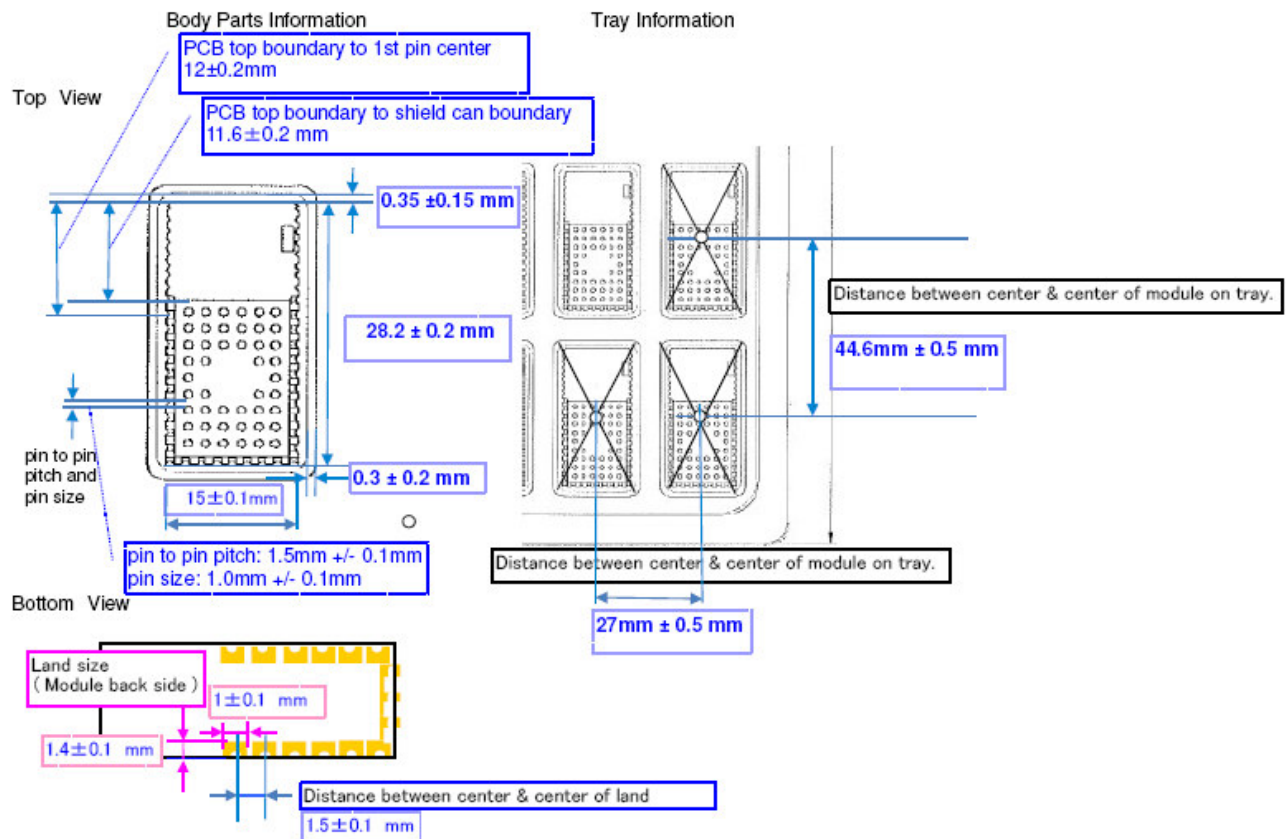 Body Parts Information
Tray Information
PCB top boundary to 1st pin center
12±0.2mm
Top View
PCB top boundary to shield can boundary
11.6±0.2 mm
0.35 ±0.15 mm
Distance between center & center of module on tray.
28.2 ± 0.2 mm
44.6mm ± 0.5 mm
pin to pin
pitch and
pin size
0.3 ± 0.2 mm
15±0.1mm
pin to pin pitch: 1.5mm +/- 0.1mm
pin size: 1.0mm +/- 0.1mm
Distance between center & center of module on tray.
Bottom View
27mm ± 0.5 mm
Land size
( Module back side )
1±0.1 mm
1.4±0.1 mm
Distance between center & center of land
1.5±0.1 mm